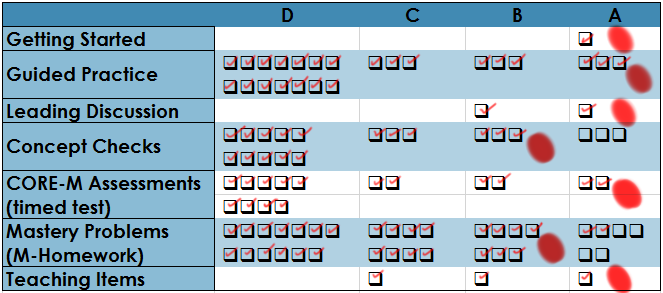 D C B A
Getting Started
Guided Practice
Leading Discussion
Concept Checks
CORE-M Assessments
(timed test)
Mastery Problems
(M-Homework)
Teaching Items